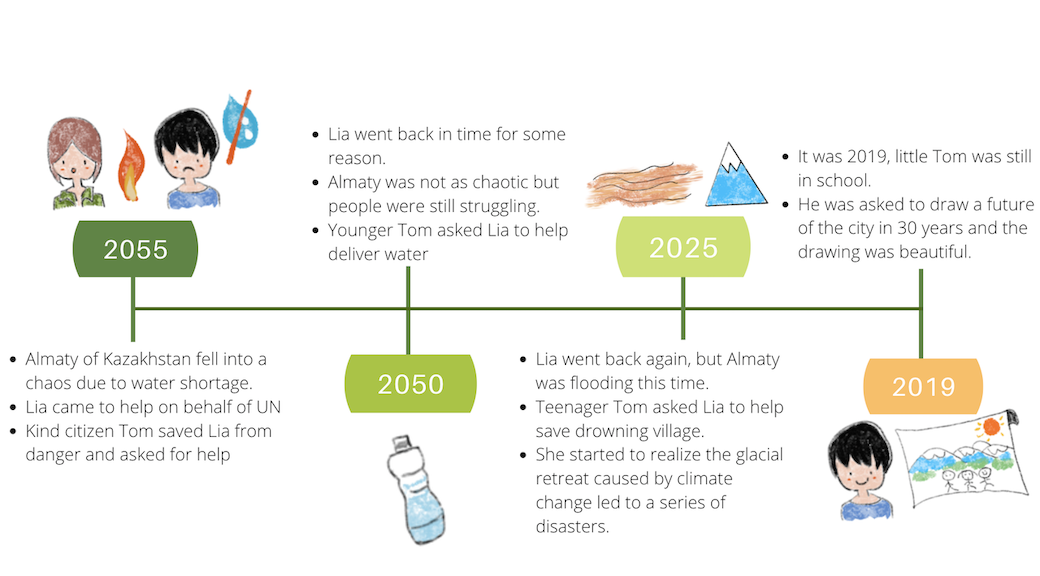 2055
• Almaty of Kazakhstan fell into a
chaos due to water shortage.
• Lia came to help on behalf of UN
• Kind citizen Tom saved Lia from
danger and asked for help
• Lia went back in time for some
reason.
• Almaty was not as chaotic but
people were still struggling.
• Younger Tom asked Lia to help
deliver water
2050
2025
• Lia went back again, but Almaty
was flooding this time.
• Teenager Tom asked Lia to help
save drowning village.
• She started to realize the glacial
retreat caused by climate
change led to a series of
disasters.
• It was 2019, little Tom was still
in school.
• He was asked to draw a future
of the city in 30 years and the
drawing was beautiful.
2019